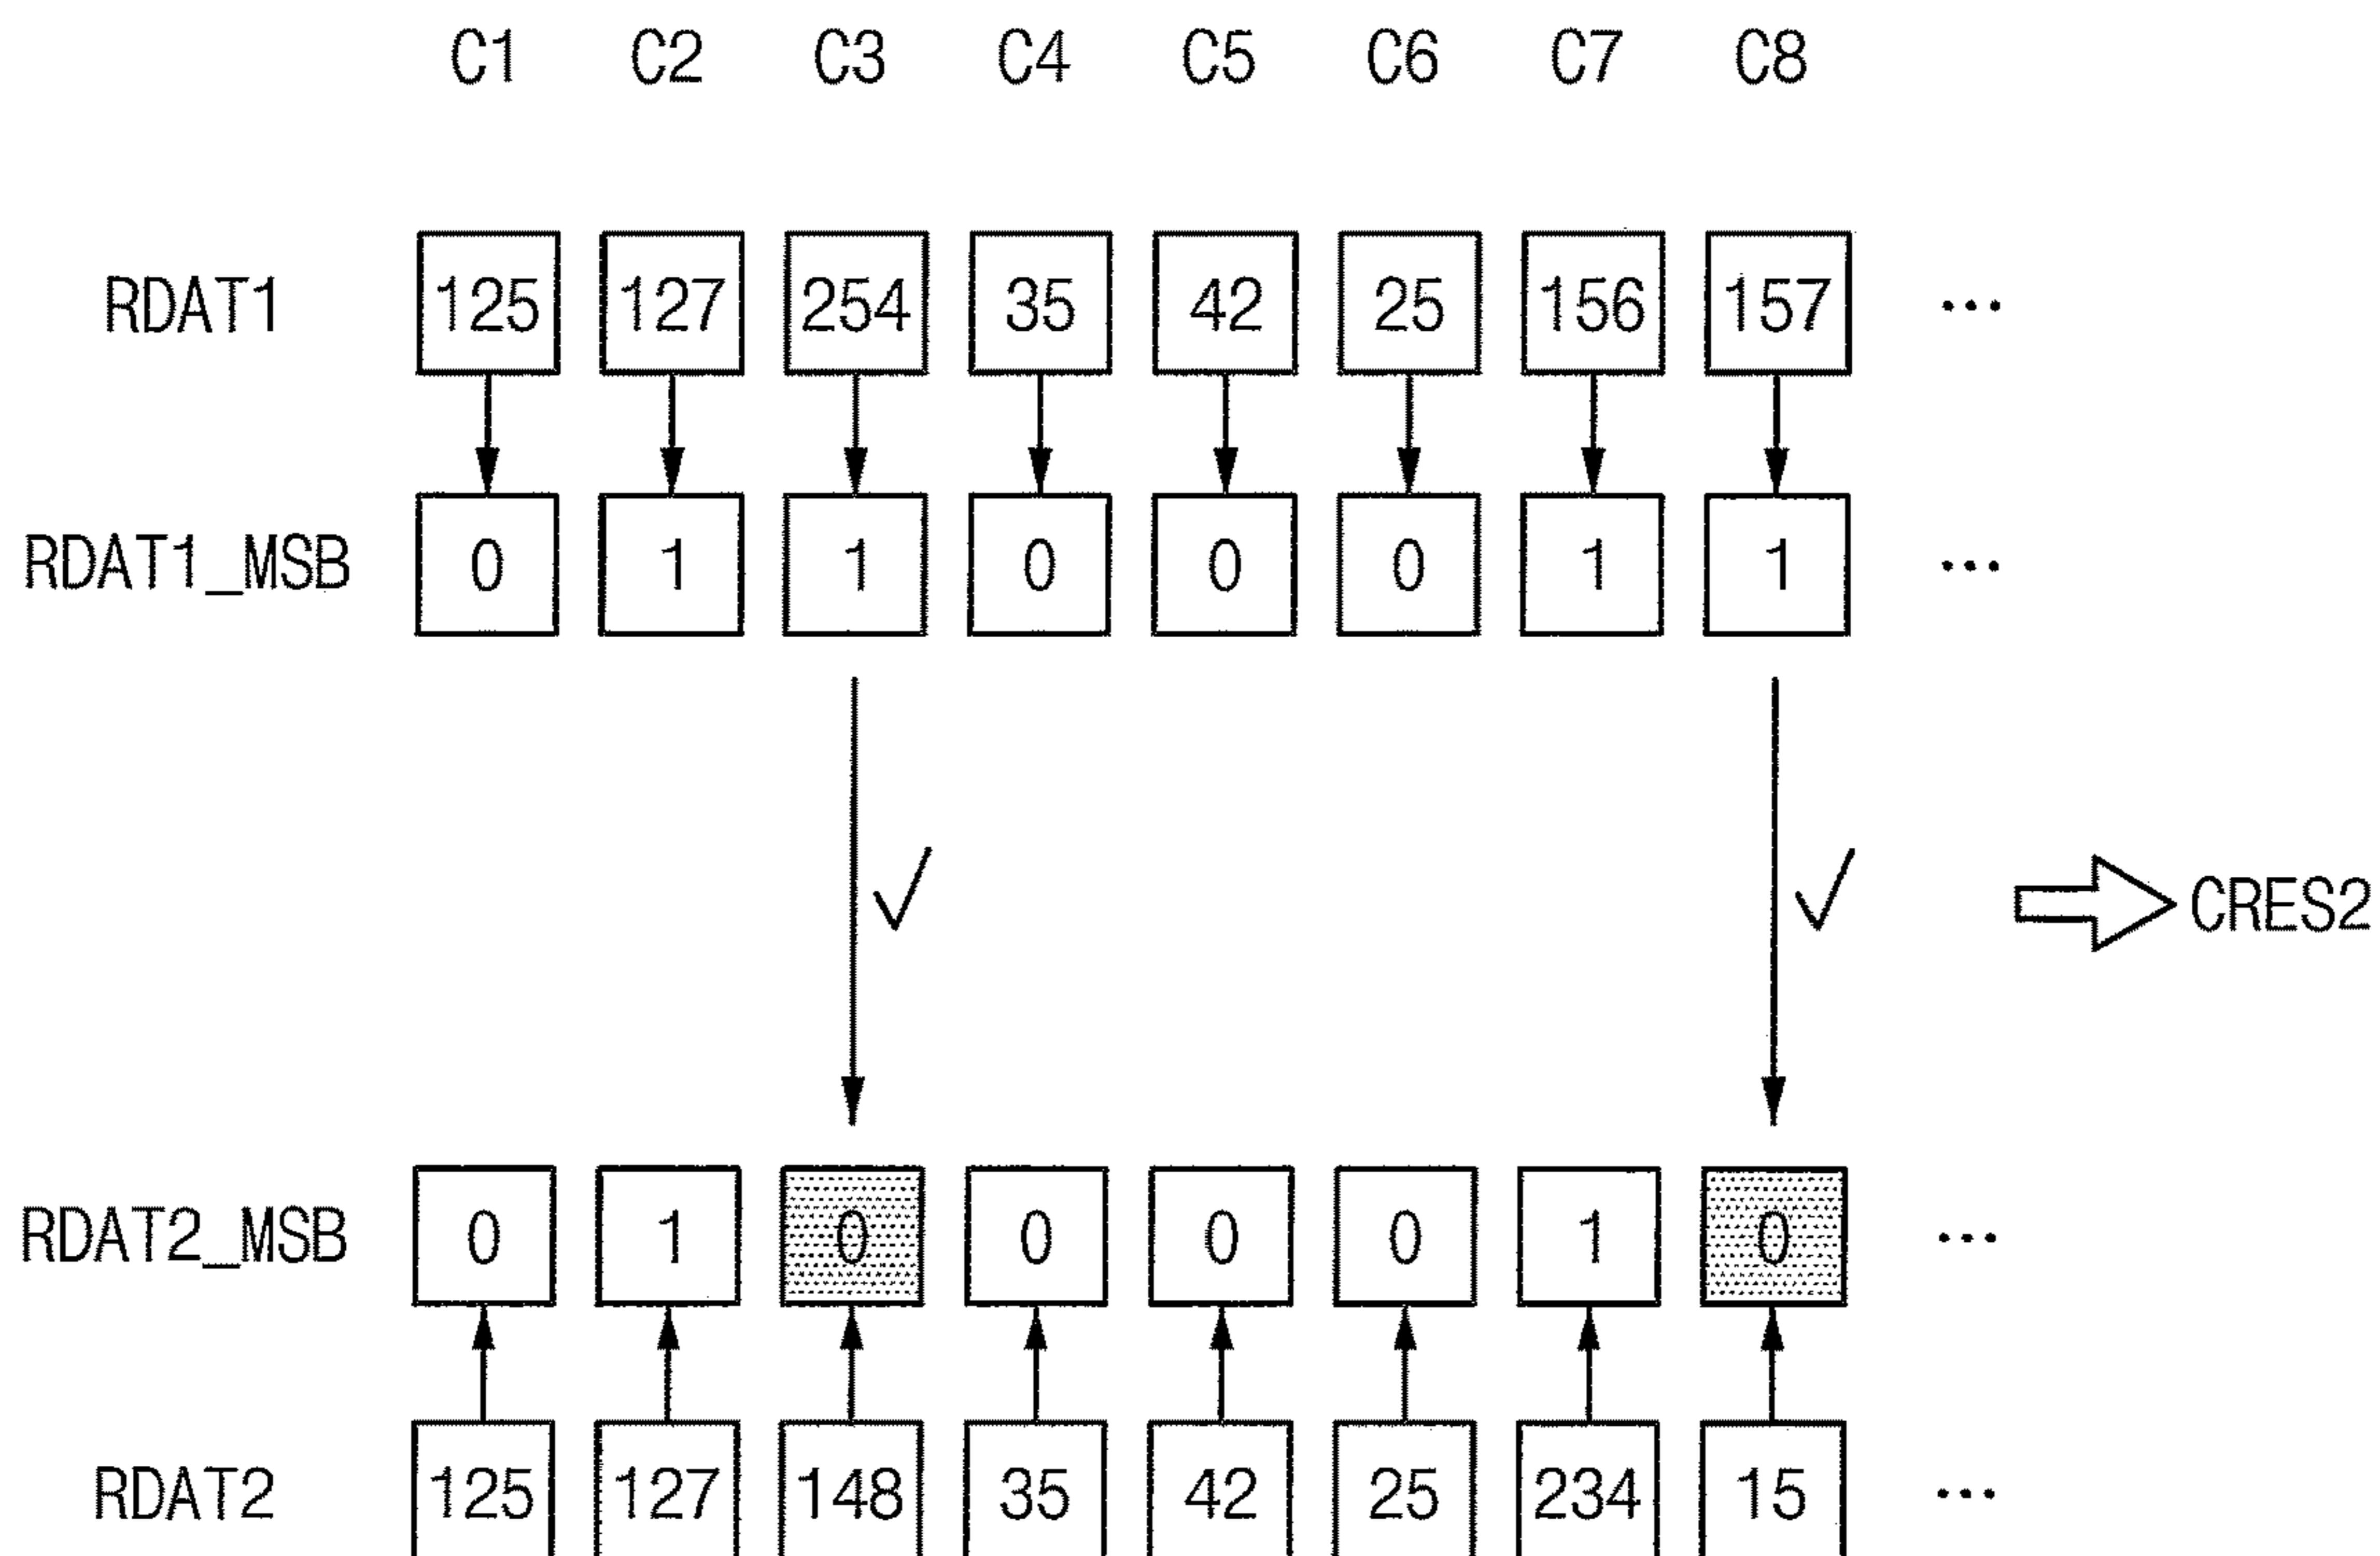 C1 C2 C3 C4 C5 C6 C7 C8
RDAT1 125 127 254 35 42 25 156 157 ...
RDAT1_MSB 0 1 1 0 0 0 1 1 ...
√ √ CRES2
RDAT2_MSB 0 1 0 0 0 0 1 0 ...
RDAT2 125 127 148 35 42 25 234 15 ...